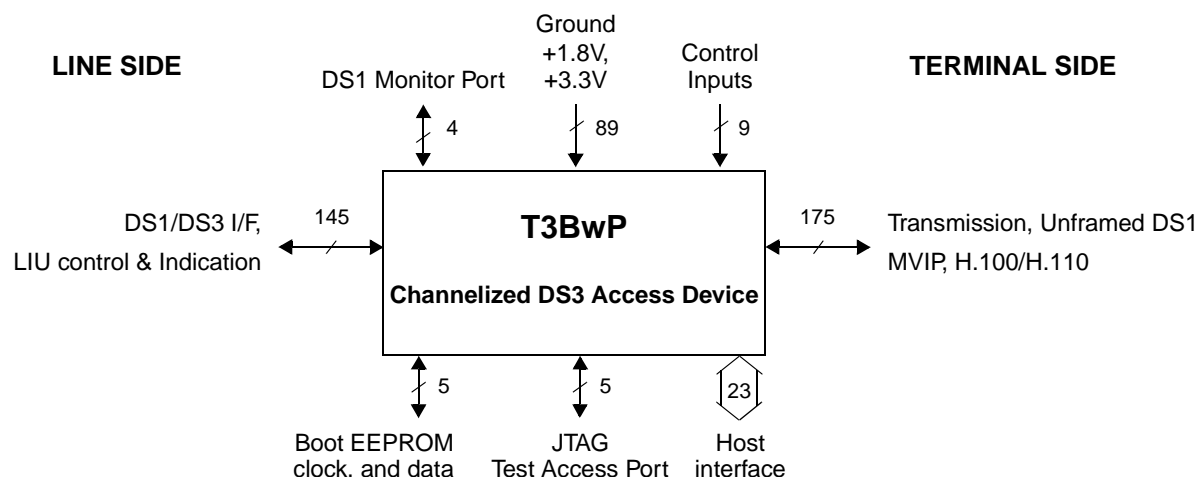 LINE SIDE
TERMINAL SIDE
DS1 Monitor Port
4
Ground
+1.8V,
+3.3V
89
Control
Inputs
9
DS1/DS3 I/F,
LIU control & Indication
145
T3BwP
Channelized DS3 Access Device
175
Transmission, Unframed DS1
MVIP, H.100/H.110
5
Boot EEPROM
clock, and data
5
JTAG
Test Access Port
23
Host
interface